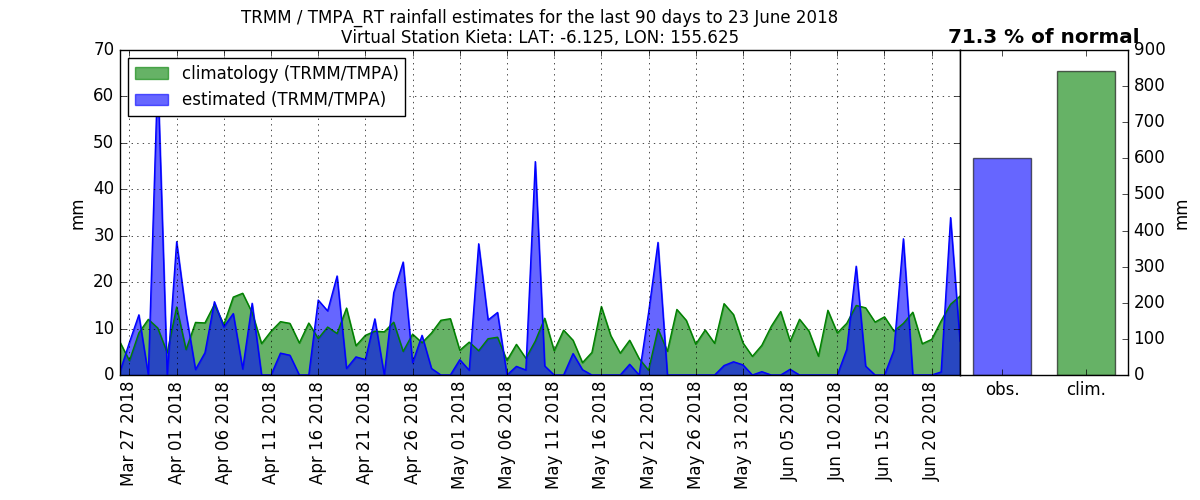 TRMM / TMPA_RT rainfall estimates for the last 90 days to 23 June 2018
Virtual Station Kieta: LAT: -6.125, LON: 155.625
71.3 % of normal
climatology (TRMM/TMPA)
estimated (TRMM/TMPA)
mm
70
60
50
40
30
20
10
0
Mar 27 2018
Apr 01 2018
Apr 06 2018
Apr 11 2018
Apr 16 2018
Apr 21 2018
Apr 26 2018
May 01 2018
May 06 2018
May 11 2018
May 16 2018
May 21 2018
May 26 2018
May 31 2018
Jun 05 2018
Jun 10 2018
Jun 15 2018
Jun 20 2018
obs.
clim.
900
800
700
600
500
400
300
200
100
0
mm